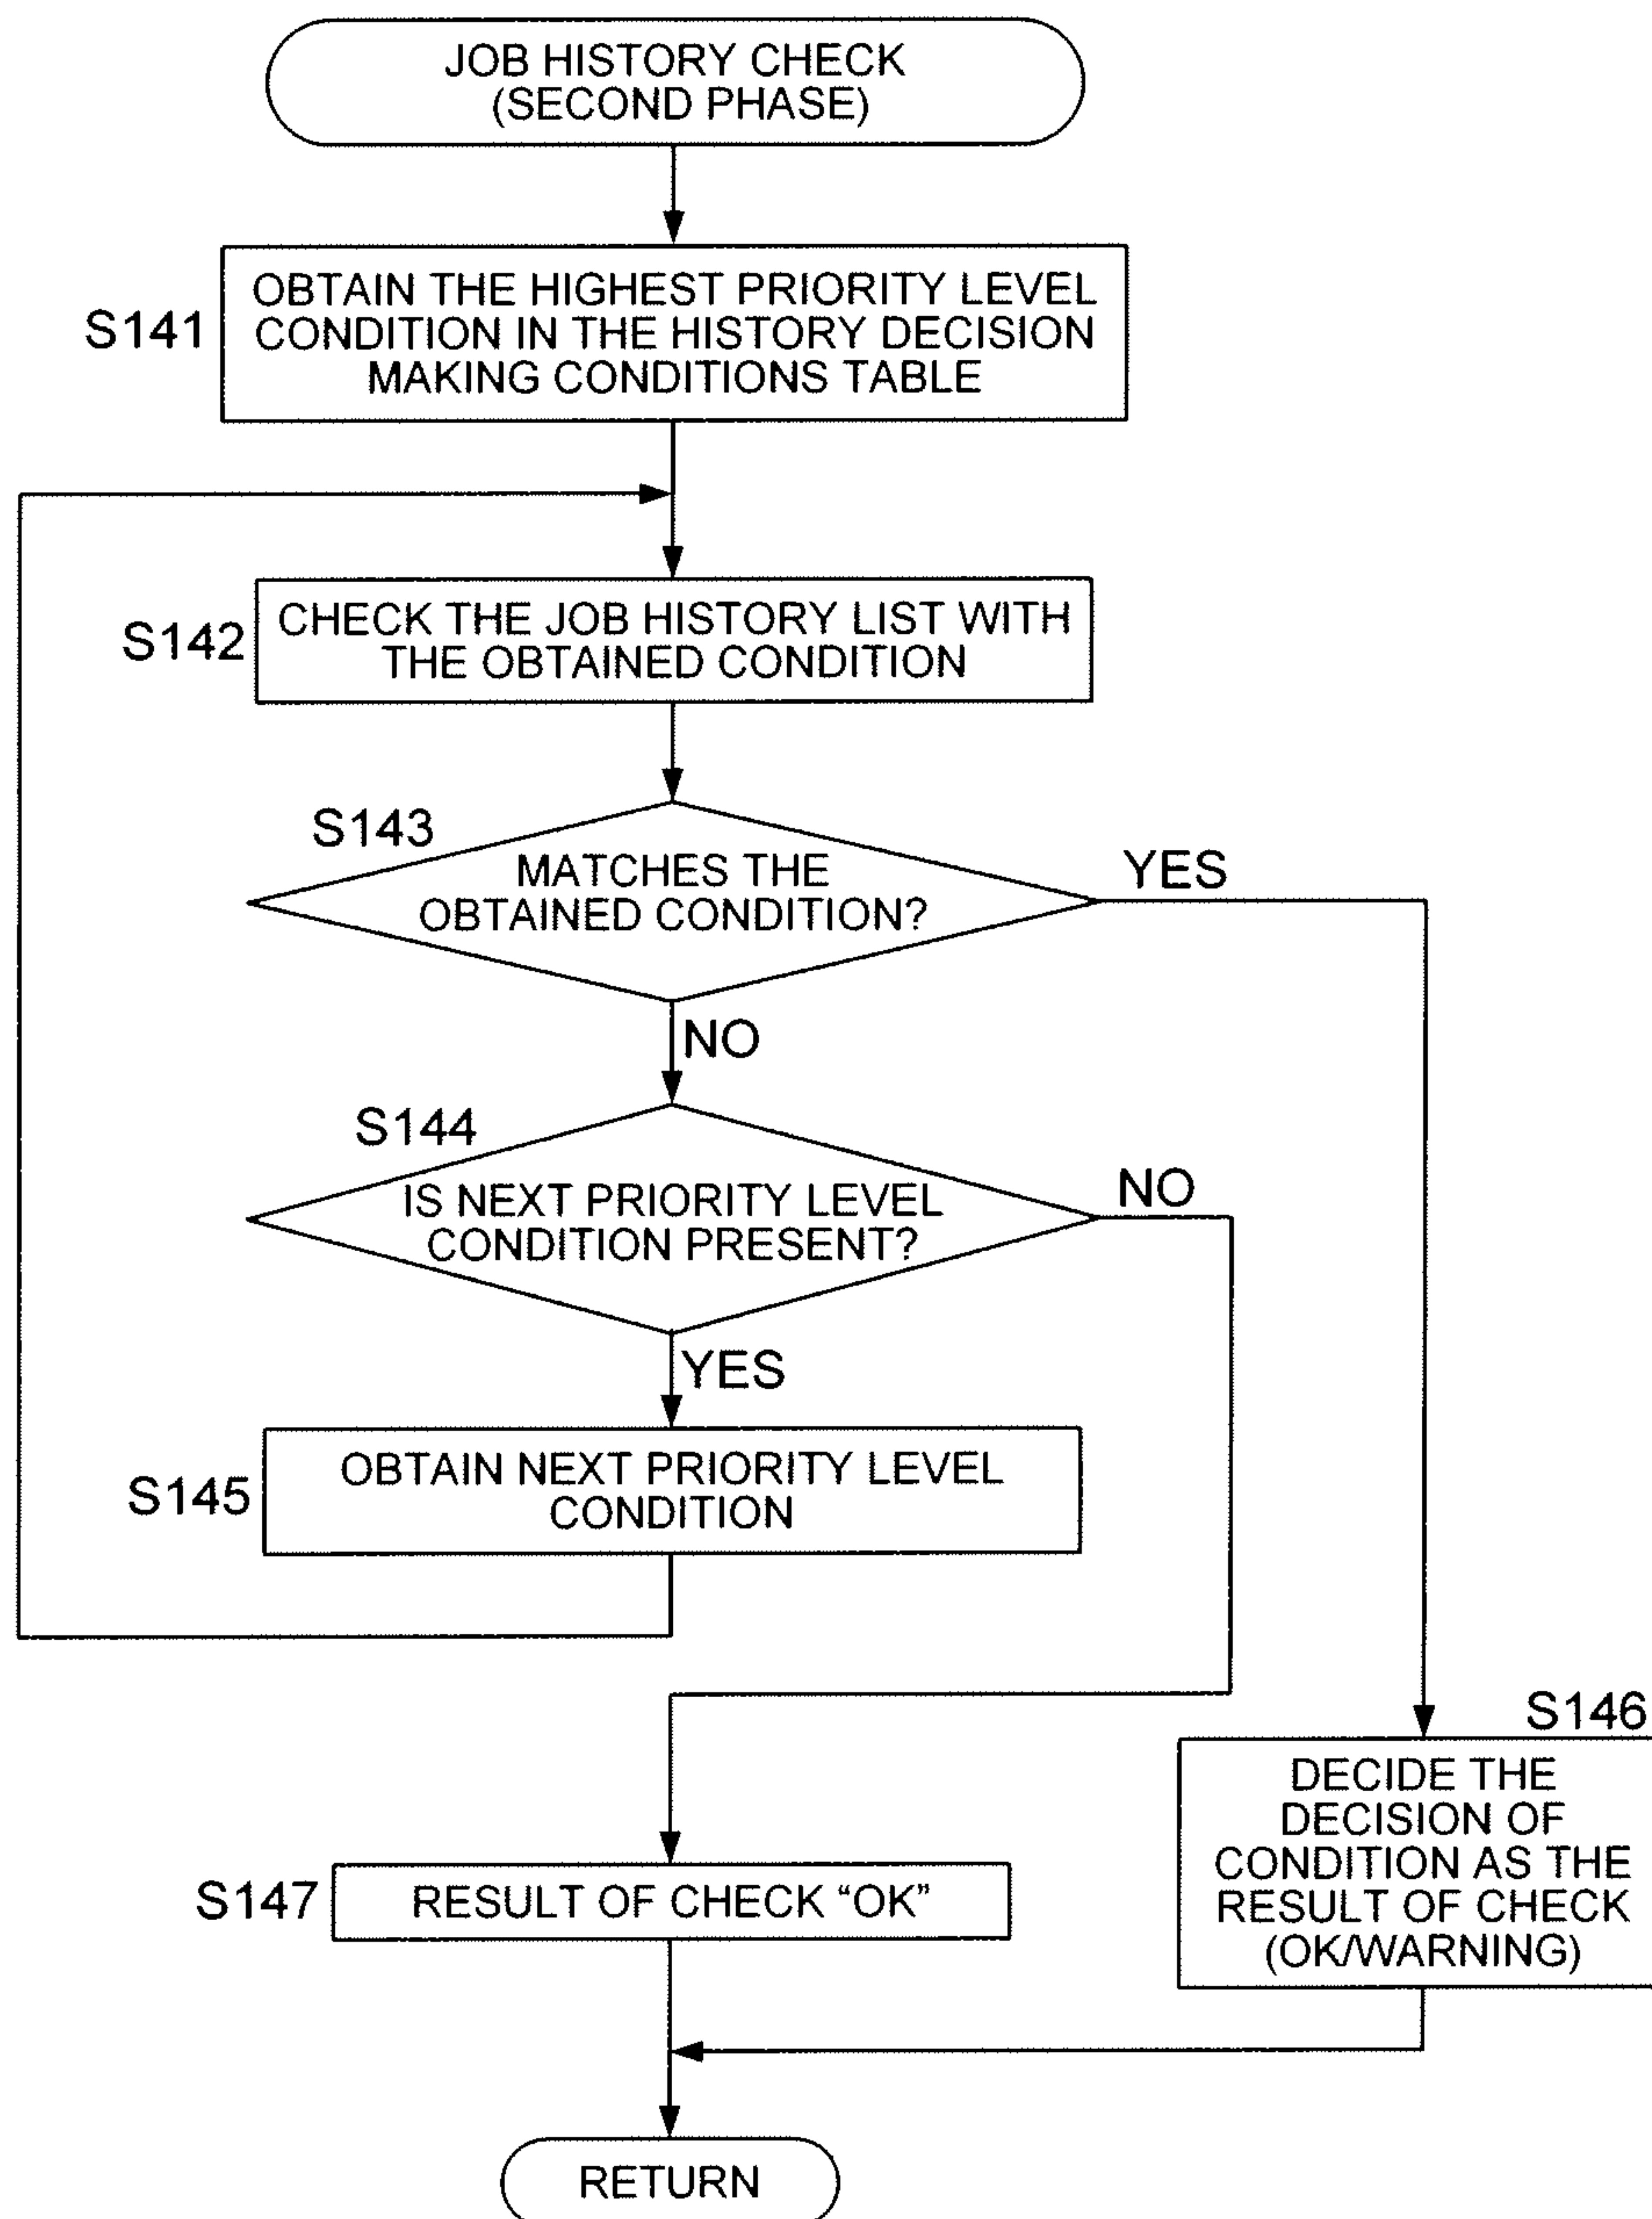 JOB HISTORY CHECK
(SECOND PHASE)
S141
OBTAIN THE HIGHEST PRIORITY LEVEL
CONDITION IN THE HISTORY DECISION
MAKING CONDITIONS TABLE
S142
CHECK THE JOB HISTORY LIST WITH
THE OBTAINED CONDITION
S143
MATCHES THE
OBTAINED CONDITION?
YES
NO
S144
IS NEXT PRIORITY LEVEL
CONDITION PRESENT?
NO
YES
S145
OBTAIN NEXT PRIORITY LEVEL
CONDITION
S146
DECIDE THE
DECISION OF
CONDITION AS THE
RESULT OF CHECK
(OK/WARNING)
S147
RESULT OF CHECK “OK”
RETURN